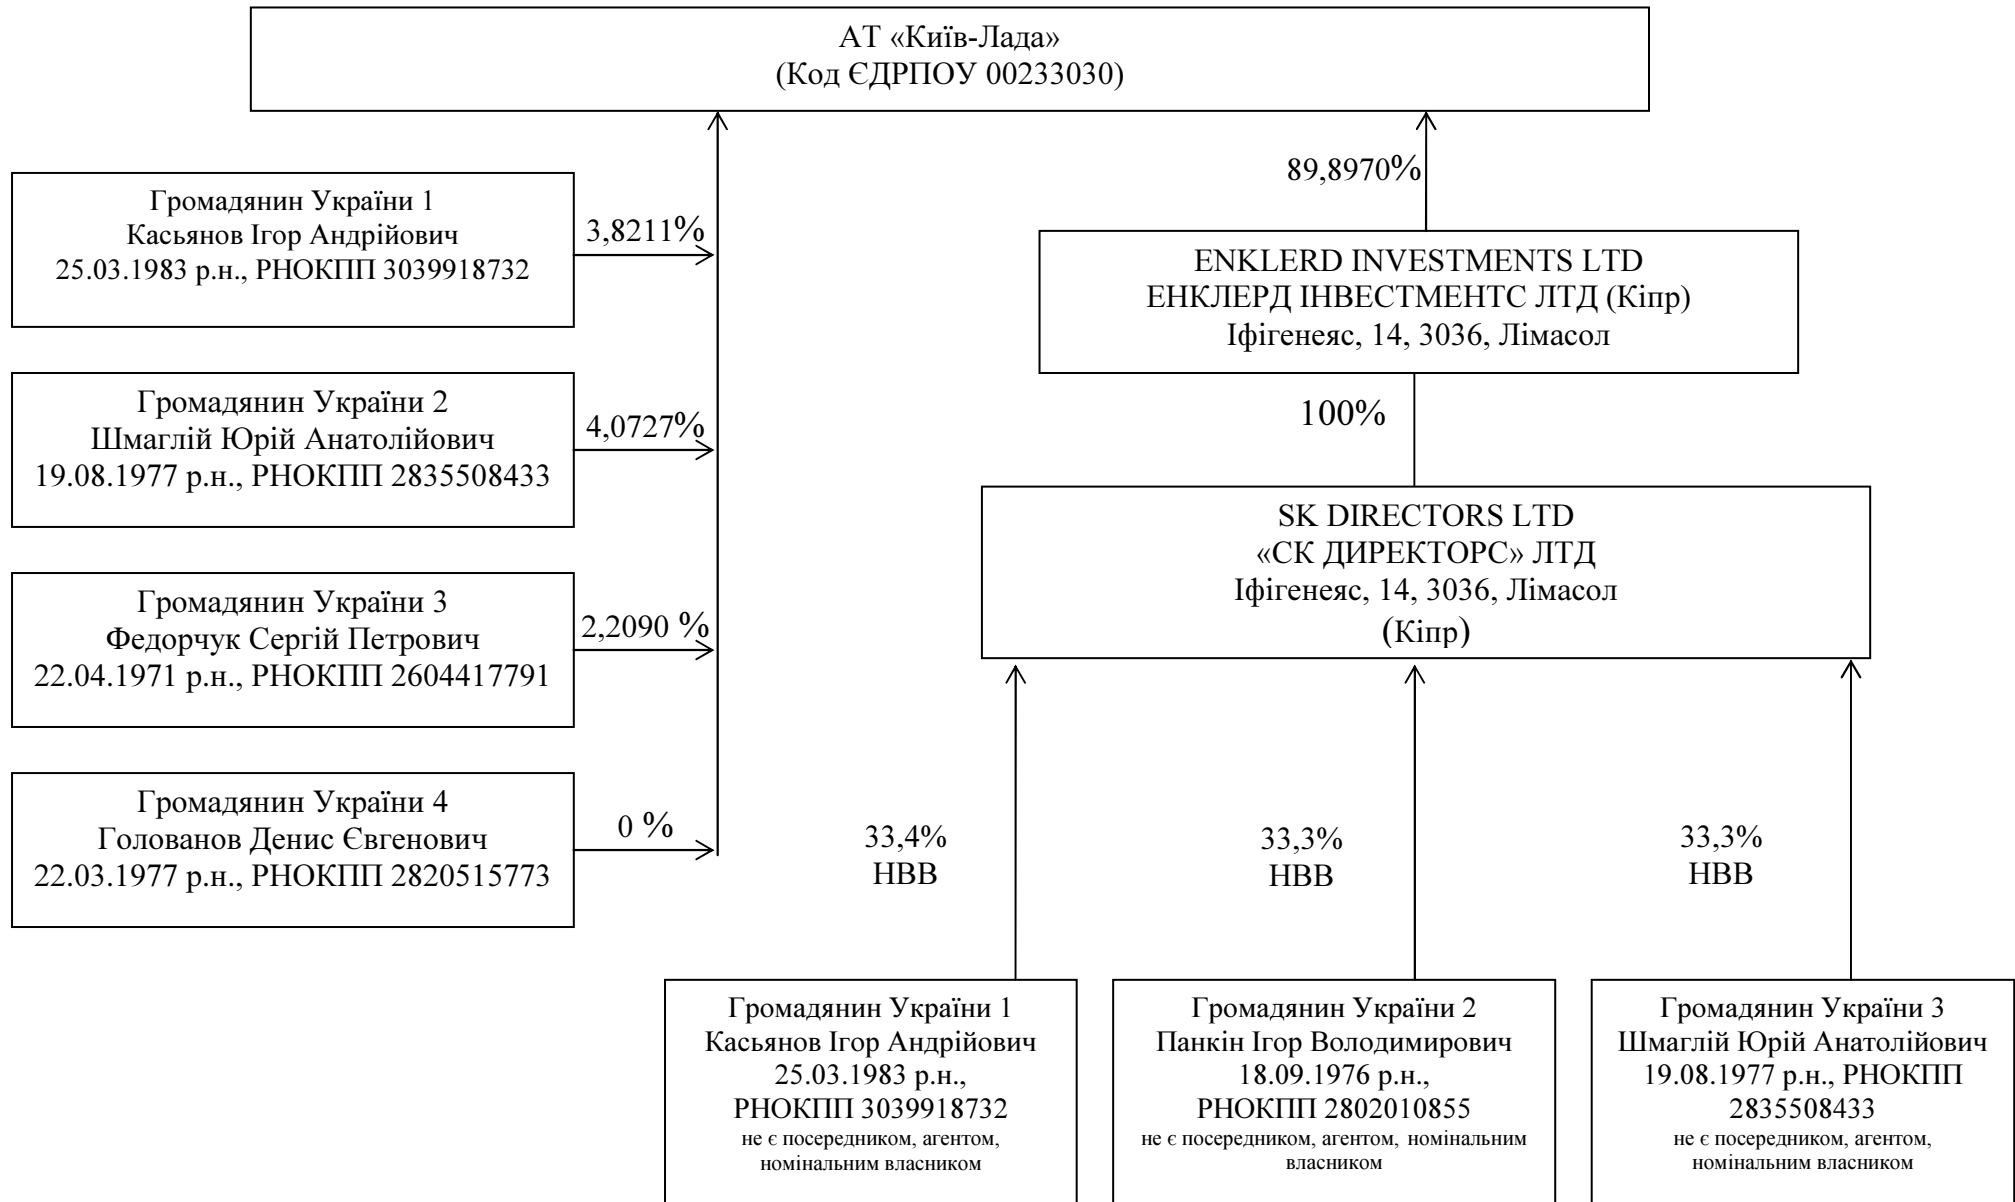 АТ «Київ-Лада»
(Код ЄДРПОУ 00233030)
89,8970%
Громадянин України 1
Касьянов Ігор Андрійович
25.03.1983 р.н., РНОКПП 3039918732
3,8211%
ENKLERD INVESTMENTS LTD
ЕНКЛЕРД ІНВЕСТМЕНТС ЛТД (Кіпр)
Іфігенеяс, 14, 3036, Лімасол
Громадянин України 2
Шмаглій Юрій Анатолійович
19.08.1977 р.н., РНОКПП 2835508433
4,0727%
100%
SK DIRECTORS LTD
«СК ДИРЕКТОРС» ЛТД
Іфігенеяс, 14, 3036, Лімасол
(Кіпр)
Громадянин України 3
Федорчук Сергій Петрович
22.04.1971 р.н., РНОКПП 2604417791
2,2090 %
Громадянин України 4
Голованов Денис Євгенович
22.03.1977 р.н., РНОКПП 2820515773
0 %
33,4%
НВВ
33,3%
НВВ
33,3%
НВВ
Громадянин України 1
Касьянов Ігор Андрійович
25.03.1983 р.н.,
РНОКПП 3039918732
не є посередником, агентом,
номінальним власником
Громадянин України 2
Панкін Ігор Володимирович
18.09.1976 р.н.,
РНОКПП 2802010855
не є посередником, агентом, номінальним
власником
Громадянин України 3
Шмаглій Юрій Анатолійович
19.08.1977 р.н., РНОКПП
2835508433
не є посередником, агентом,
номінальним власником